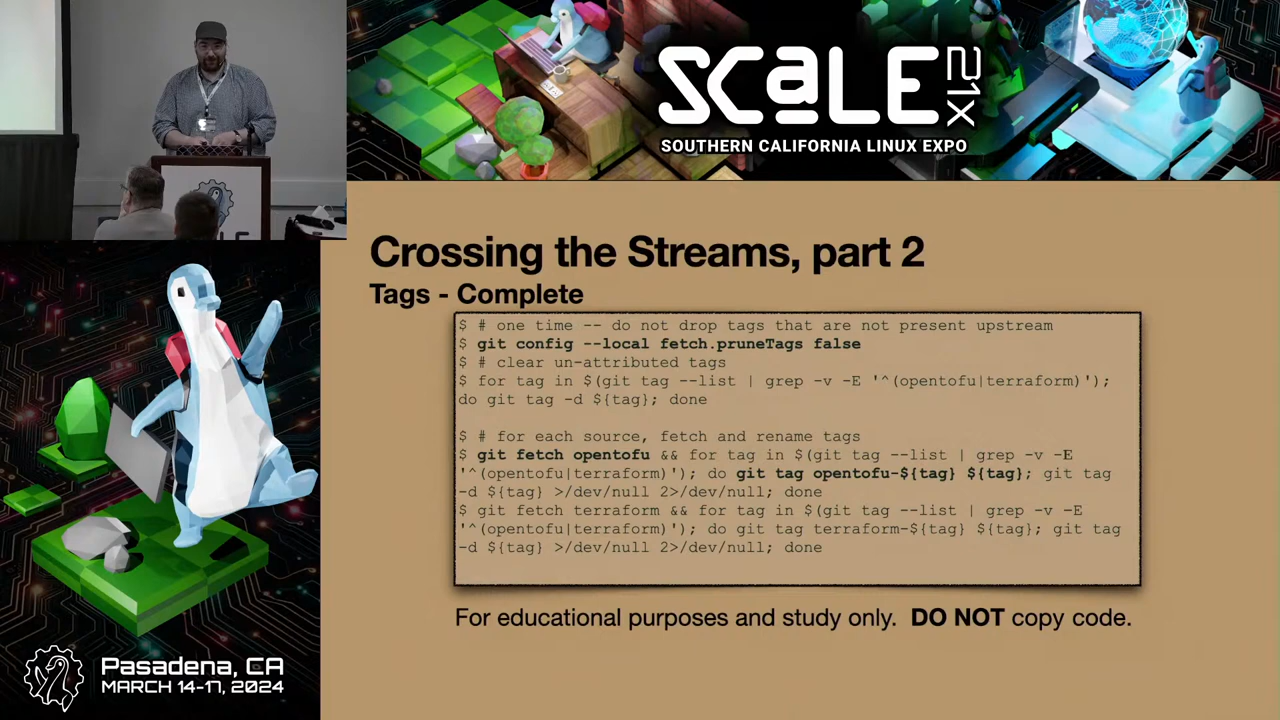 SCaLE 21X
SOUTHERN CALIFORNIA LINUX EXPO
Crossing the Streams, part 2
Tags - Complete
$ # one time -- do not drop tags that are not present upstream
$ git config --local fetch.pruneTags false
$ # clear un-attributed tags
$ for tag in $(git tag --list | grep -v -E '^(opentofu|terraform)');
do git tag -d ${tag}; done
$ # for each source, fetch and rename tags
$ git fetch opentofu && for tag in $(git tag --list | grep -v -E
'^(opentofu|terraform)'); do git tag opentofu-${tag} ${tag}; git tag
-d ${tag} >/dev/null 2>/dev/null; done
$ git fetch terraform && for tag in $(git tag --list | grep -v -E
'^(opentofu|terraform)'); do git tag terraform-${tag} ${tag}; git tag
-d ${tag} >/dev/null 2>/dev/null; done
For educational purposes and study only. DO NOT copy code.
Pasadena, CA
MARCH 14-17, 2024